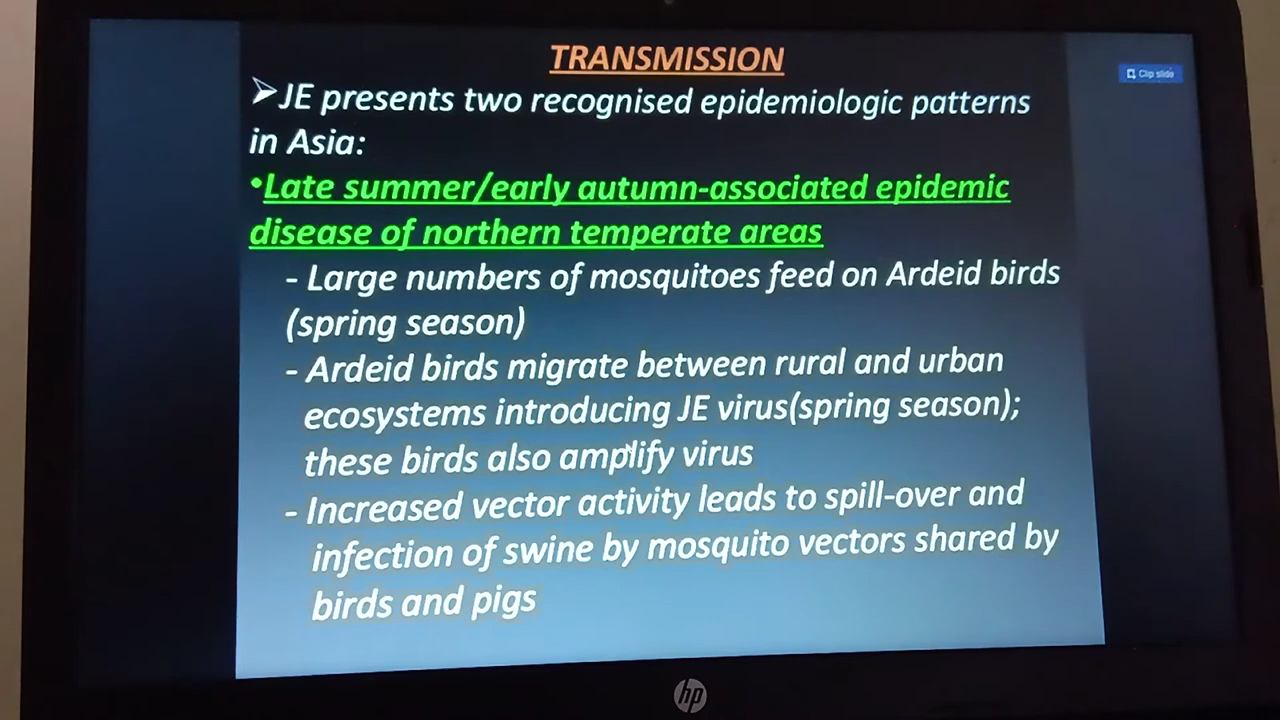 TRANSMISSION
Clip slide
➢JE presents two recognised epidemiologic patterns
in Asia:
•Late summer/early autumn-associated epidemic
disease of northern temperate areas
- Large numbers of mosquitoes feed on Ardeid birds
(spring season)
- Ardeid birds migrate between rural and urban
ecosystems introducing JE virus(spring season);
these birds also amplify virus
- Increased vector activity leads to spill-over and
infection of swine by mosquito vectors shared by
birds and pigs
hp